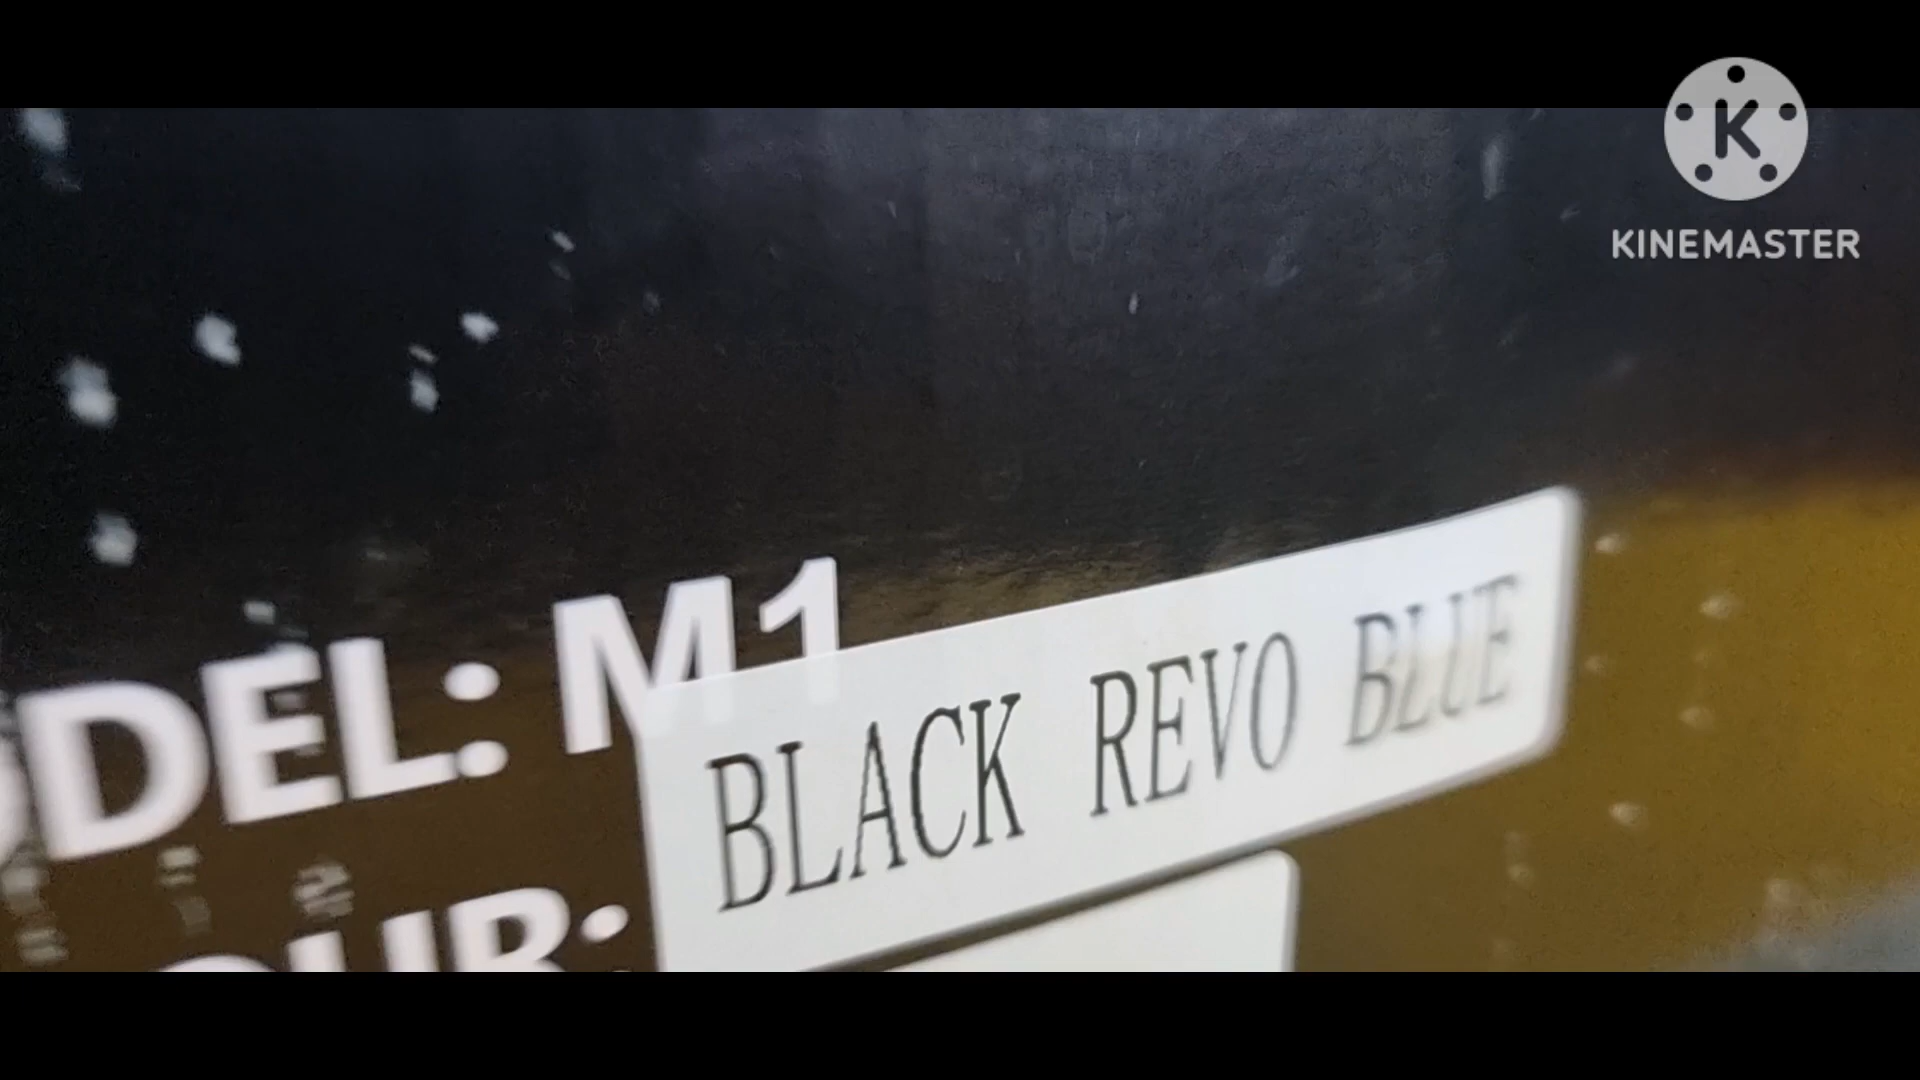 K
KINEMASTER
DEL: M1
BLACK REVO BLUE
OUR: